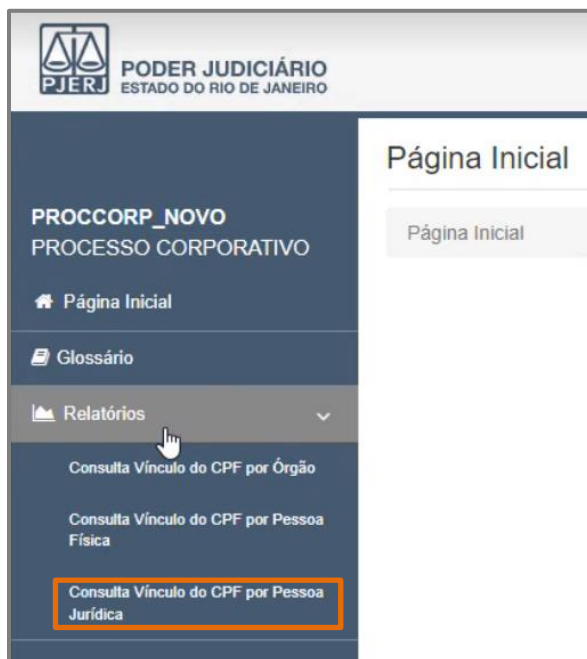 PJERJ
PODER JUDICIÁRIO
ESTADO DO RIO DE JANEIRO
Página Inicial
Página Inicial
PROCCORP_NOVO
PROCESSO CORPORATIVO
Página Inicial
Glossário
Relatórios
Consulta Vínculo do CPF por Órgão
Consulta Vínculo do CPF por Pessoa
Física
Consulta Vínculo do CPF por Pessoa
Jurídica